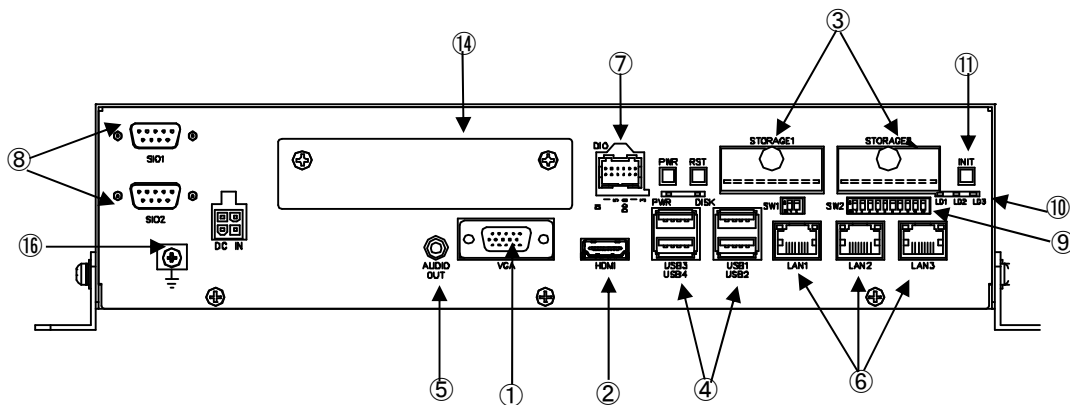 ③
⑭
⑦
⑪
⑧
SIO1
DIO
PWR
RST
STORAGE1
STORAGE2
INIT
SIO2
PWR
DISK
SW1
SW2
LD1
LD2
LD3
⑩
⑨
⑯
DC IN
AUDIO
OUT
VGA
HDMI
USB3
USB4
USB1
USB2
LAN1
LAN2
LAN3
⑤
①
②
④
⑥